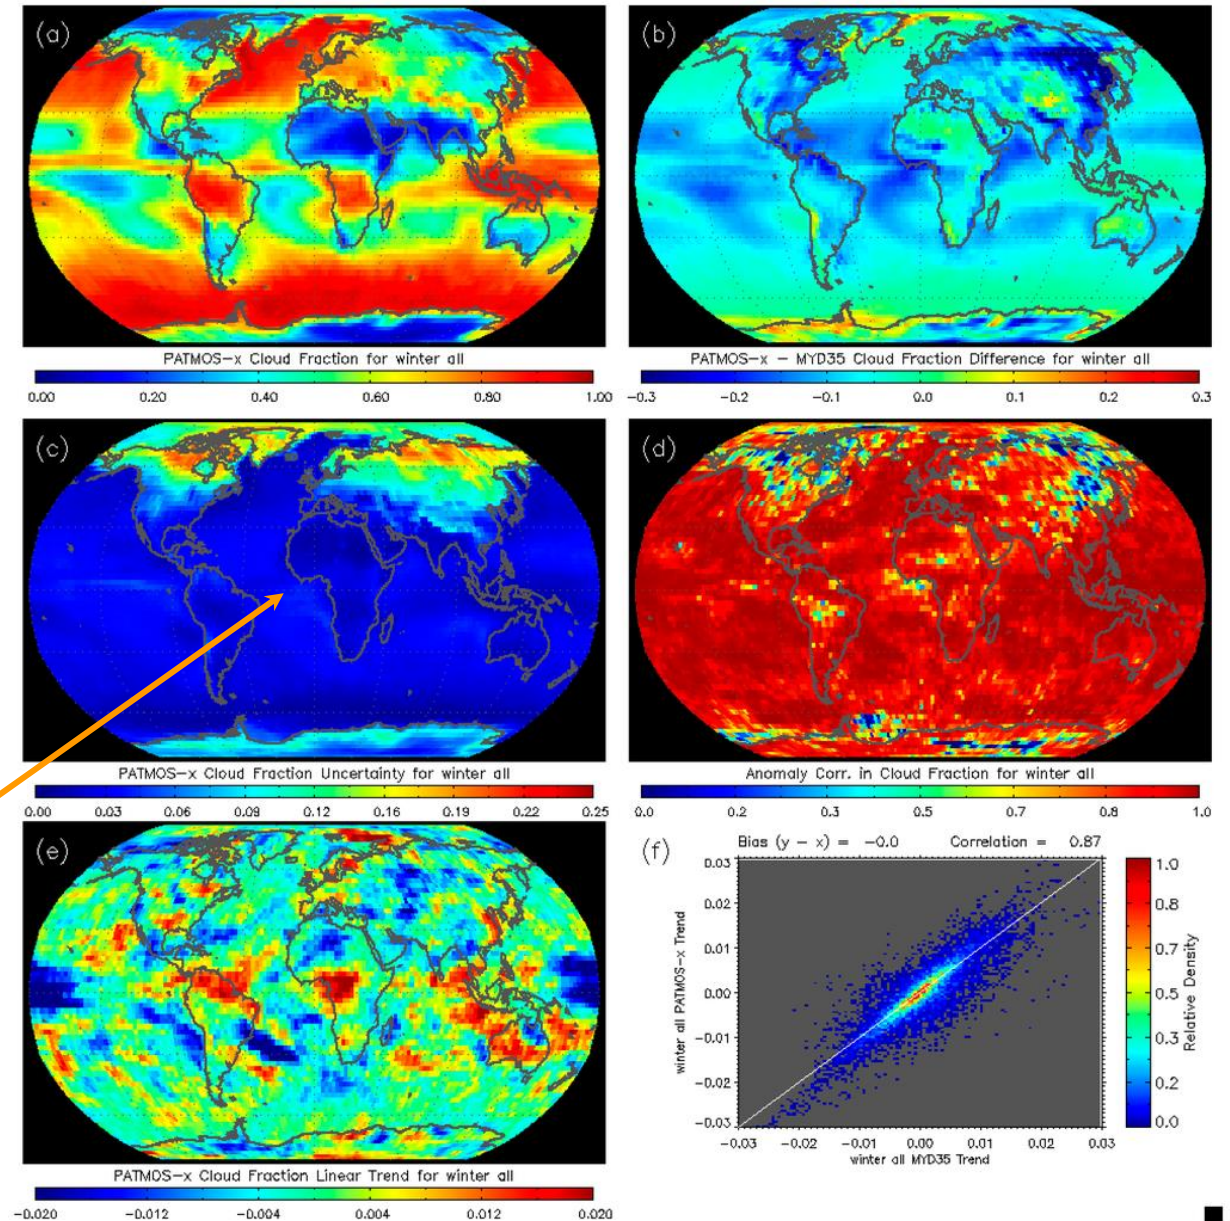 (a)
PATMOS-x Cloud Fraction for winter all
0.00 0.20 0.40 0.60 0.80 1.00
(b)
PATMOS-x - MYD35 Cloud Fraction Difference for winter all
-0.3 -0.2 -0.1 0.0 0.1 0.2 0.3
(c)
PATMOS-x Cloud Fraction Uncertainty for winter all
0.00 0.03 0.06 0.09 0.12 0.16 0.19 0.22 0.25
(d)
Anomaly Corr. in Cloud Fraction for winter all
0.0 0.2 0.3 0.5 0.7 0.8 1.0
(e)
PATMOS-x Cloud Fraction Linear Trend for winter all
-0.020 -0.012 -0.004 0.004 0.012 0.020
(f)
Bias (y - x) = -0.0 Correlation = 0.87
winter all PATMOS-x Trend
0.03
0.02
0.01
0.00
-0.01
-0.02
-0.03
-0.03 -0.02 -0.01 0.00 0.01 0.02 0.03
winter all MYD35 Trend
1.0
0.8
0.7
0.5
0.3
0.2
0.0
Relative Density